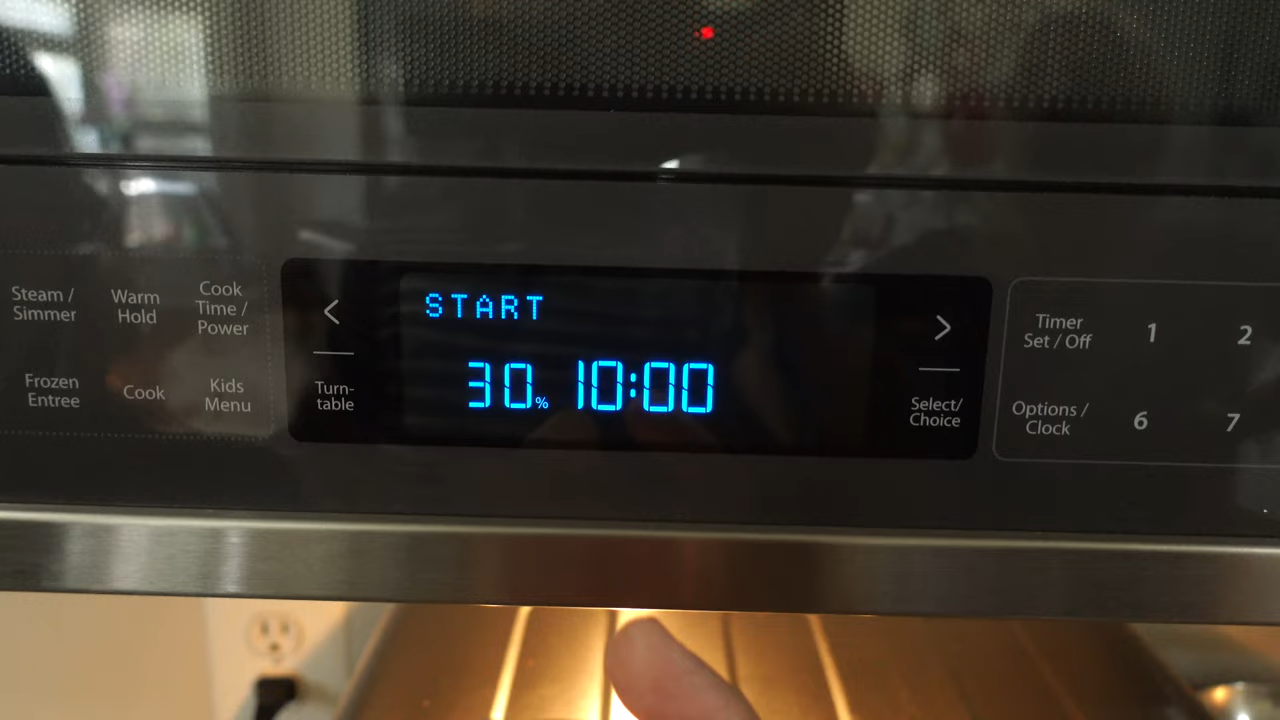 Steam /
Simmer
Warm
Hold
Cook
Time /
Power
Frozen
Entree
Cook
Kids
Menu
<
Turn-
table
START
30% 10:00
>
Select/
Choice
Timer
Set / Off
1
2
Options /
Clock
6
7